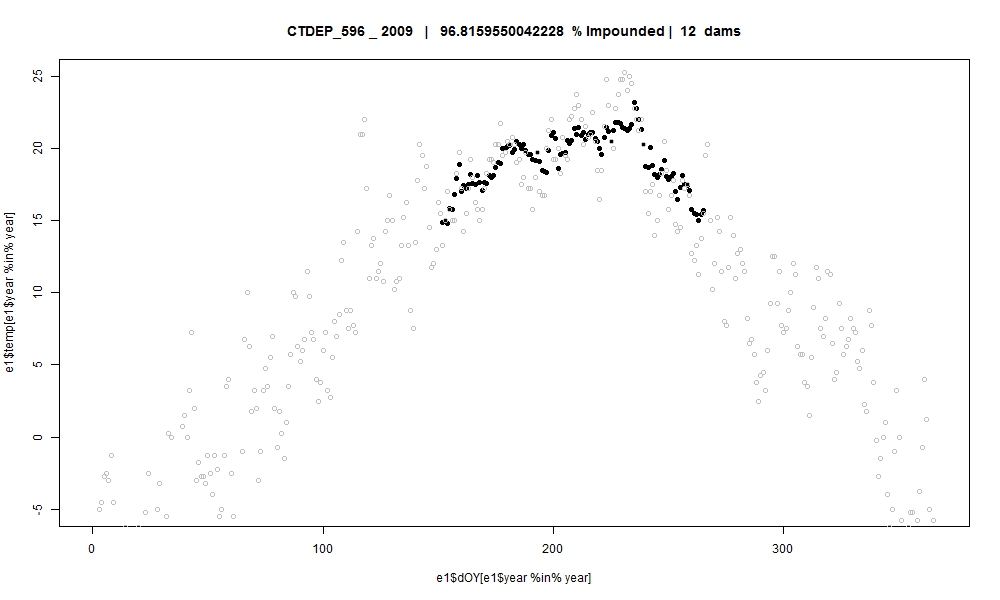 CTDEP_596 _ 2009 | 96.8159550042228 % Impounded | 12 dams
e1$temp[e1$year %in% year]
25
20
15
10
5
0
-5
0 100 200 300
e1$dOY[e1$year %in% year]